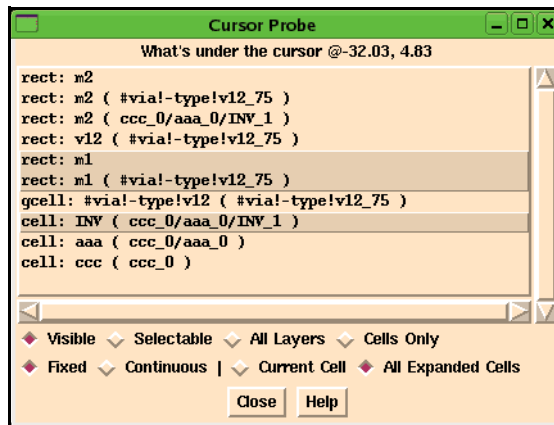 Cursor Probe
What's under the cursor @-32.03, 4.83
rect: m2
rect: m2 ( #via!-type!v12_75 )
rect: m2 ( ccc_0/aaa_0/INV_1 )
rect: v12 ( #via!-type!v12_75 )
rect: m1
rect: m1 ( #via!-type!v12_75 )
gcell: #via!-type!v12 ( #via!-type!v12_75 )
cell: INV ( ccc_0/aaa_0/INV_1 )
cell: aaa ( ccc_0/aaa_0 )
cell: ccc ( ccc_0 )
Visible Selectable All Layers Cells Only
Fixed Continuous | Current Cell All Expanded Cells
Close Help